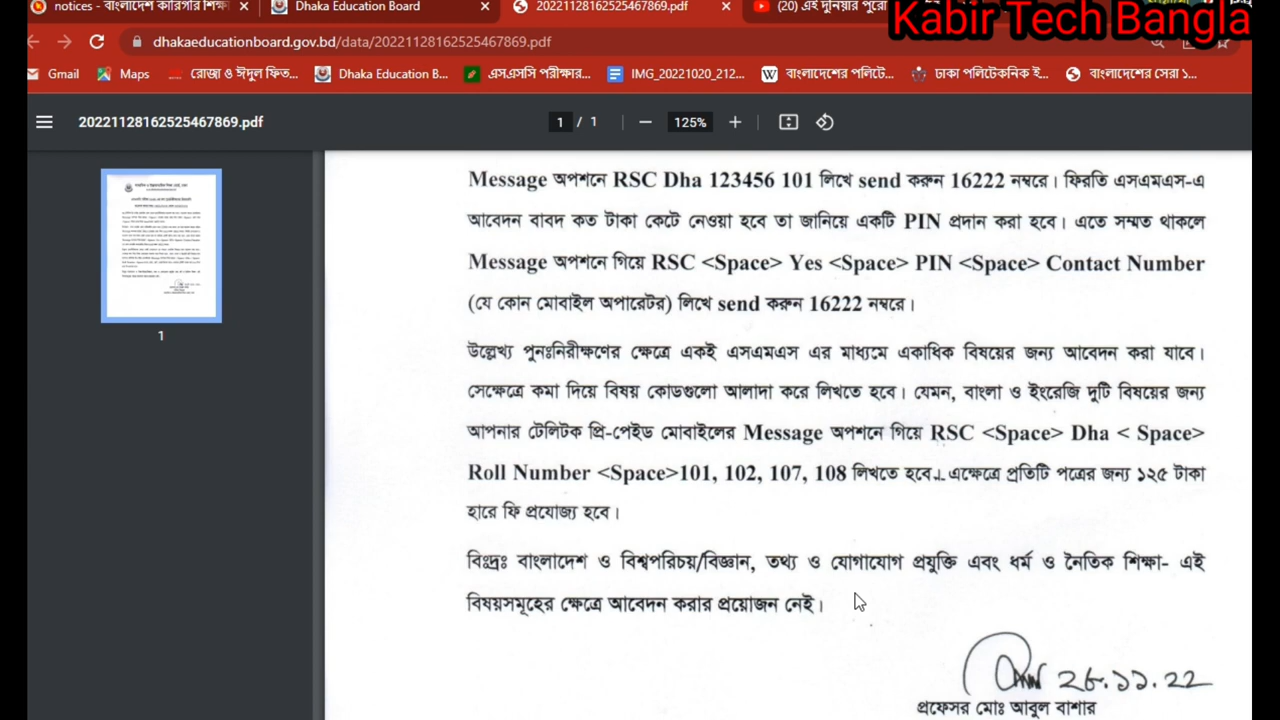 notices - বাংলাদেশ কারিগরি শিক্ষা
Dhaka Education Board
20221128162525467869.pdf
(20) এই দুনিয়ার পুরো
Kabir Tech Bangla
dhakaeducationboard.gov.bd/data/20221128162525467869.pdf
Gmail
Maps
রোজা ও ঈদুল ফিত...
Dhaka Education B...
এসএসসি পরীক্ষার...
IMG_20221020_212...
বাংলাদেশের পলিটে...
ঢাকা পলিটেকনিক ই...
বাংলাদেশের সেরা ১...
20221128162525467869.pdf
1 / 1
125%
1
Message অপশনে RSC Dha 123456 101 লিখে send করুন 16222 নম্বরে। ফিরতি এসএমএস-এ
আবেদন বাবদ কত টাকা কেটে নেওয়া হবে তা জানিয়ে একটি PIN প্রদান করা হবে। এতে সম্মত থাকলে
Message অপশনে গিয়ে RSC <Space> Yes <Space> PIN <Space> Contact Number
(যে কোন মোবাইল অপারেটর) লিখে send করুন 16222 নম্বরে।
উল্লেখ্য পুনঃনিরীক্ষণের ক্ষেত্রে একই এসএমএস এর মাধ্যমে একাধিক বিষয়ের জন্য আবেদন করা যাবে।
সেক্ষেত্রে কমা দিয়ে বিষয় কোডগুলো আলাদা করে লিখতে হবে। যেমন, বাংলা ও ইংরেজি দুটি বিষয়ের জন্য
আপনার টেলিটক প্রি-পেইড মোবাইলের Message অপশনে গিয়ে RSC <Space> Dha < Space>
Roll Number <Space>101, 102, 107, 108 লিখতে হবে। এক্ষেত্রে প্রতিটি পত্রের জন্য ১২৫ টাকা
হারে ফি প্রযোজ্য হবে।
বিঃদ্রঃ বাংলাদেশ ও বিশ্বপরিচয়/বিজ্ঞান, তথ্য ও যোগাযোগ প্রযুক্তি এবং ধর্ম ও নৈতিক শিক্ষা- এই
বিষয়সমূহের ক্ষেত্রে আবেদন করার প্রয়োজন নেই।
২৮.১১.২২
প্রফেসর মোঃ আবুল বাশার